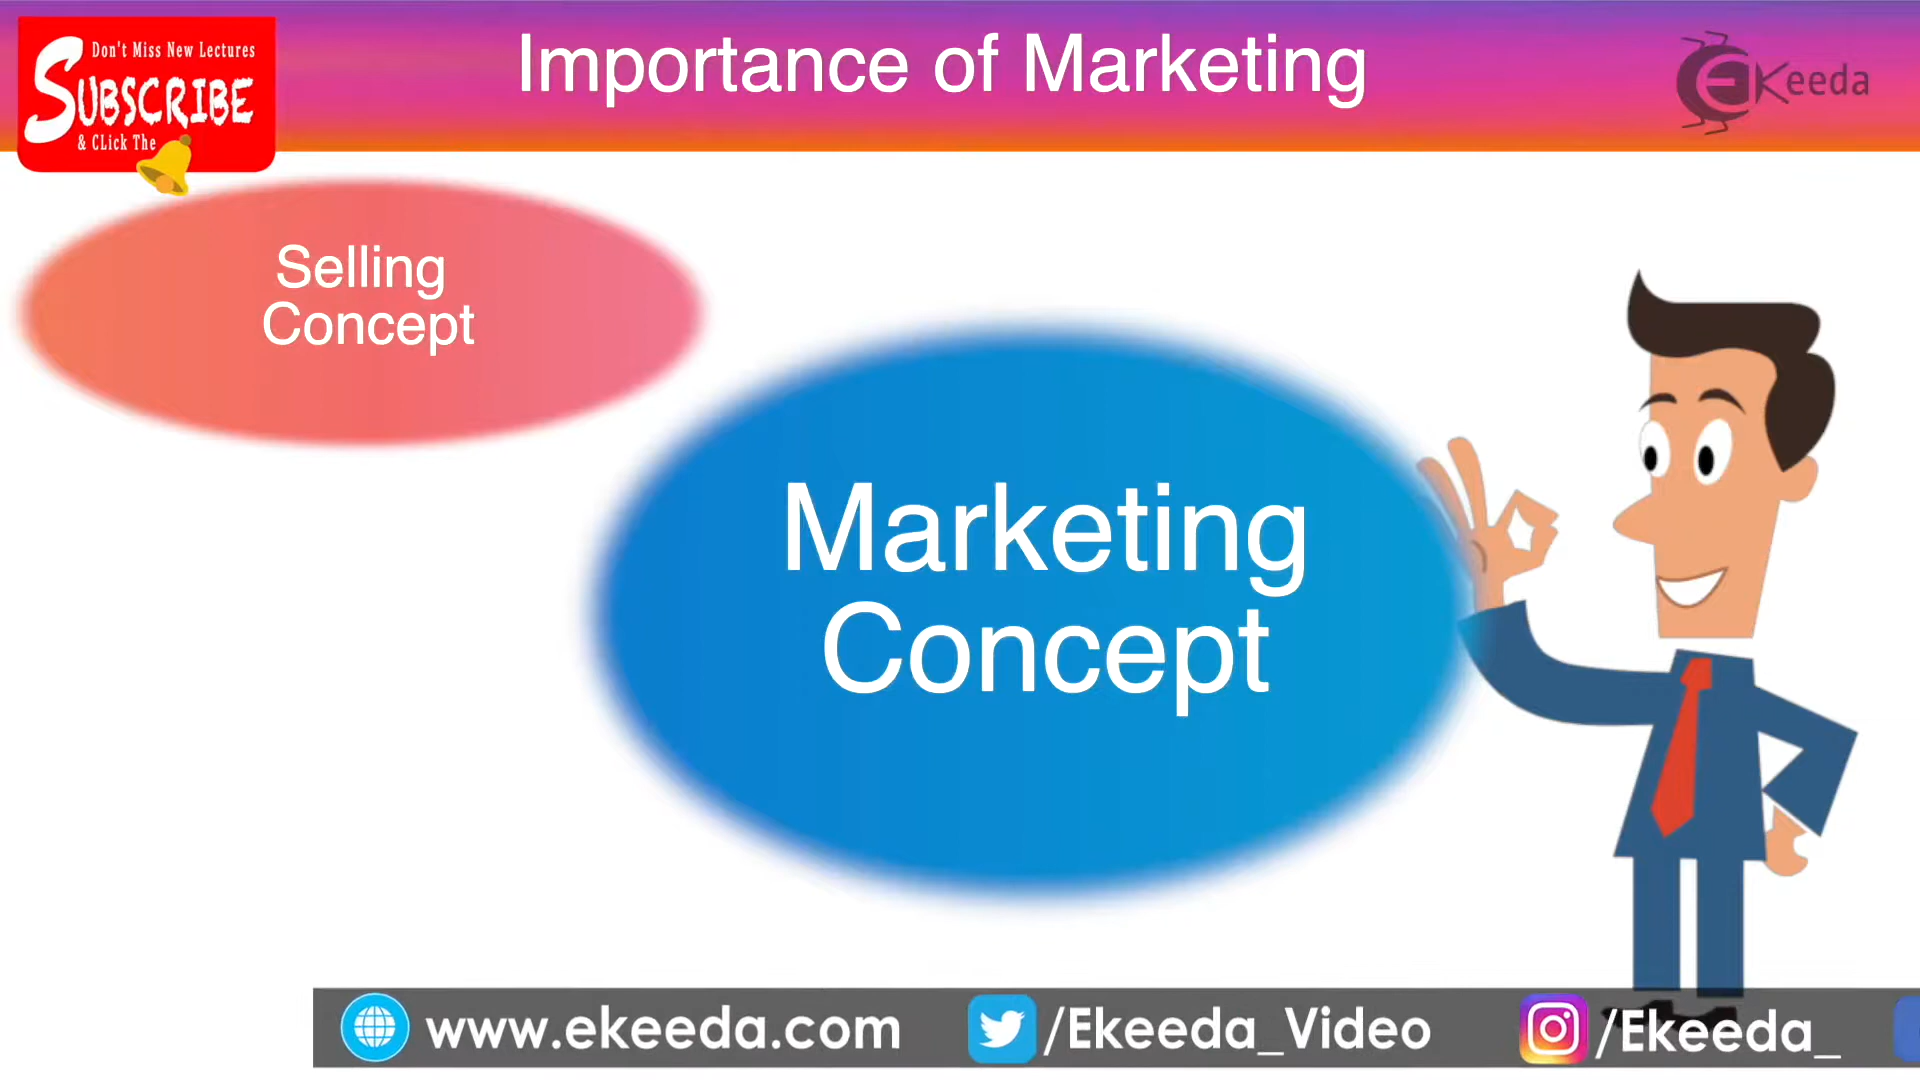 Don't Miss New Lectures
SUBSCRIBE
& CLick The
Importance of Marketing
EKeeda
Selling
Concept
Marketing
Concept
www.ekeeda.com
/Ekeeda_Video
/Ekeeda_